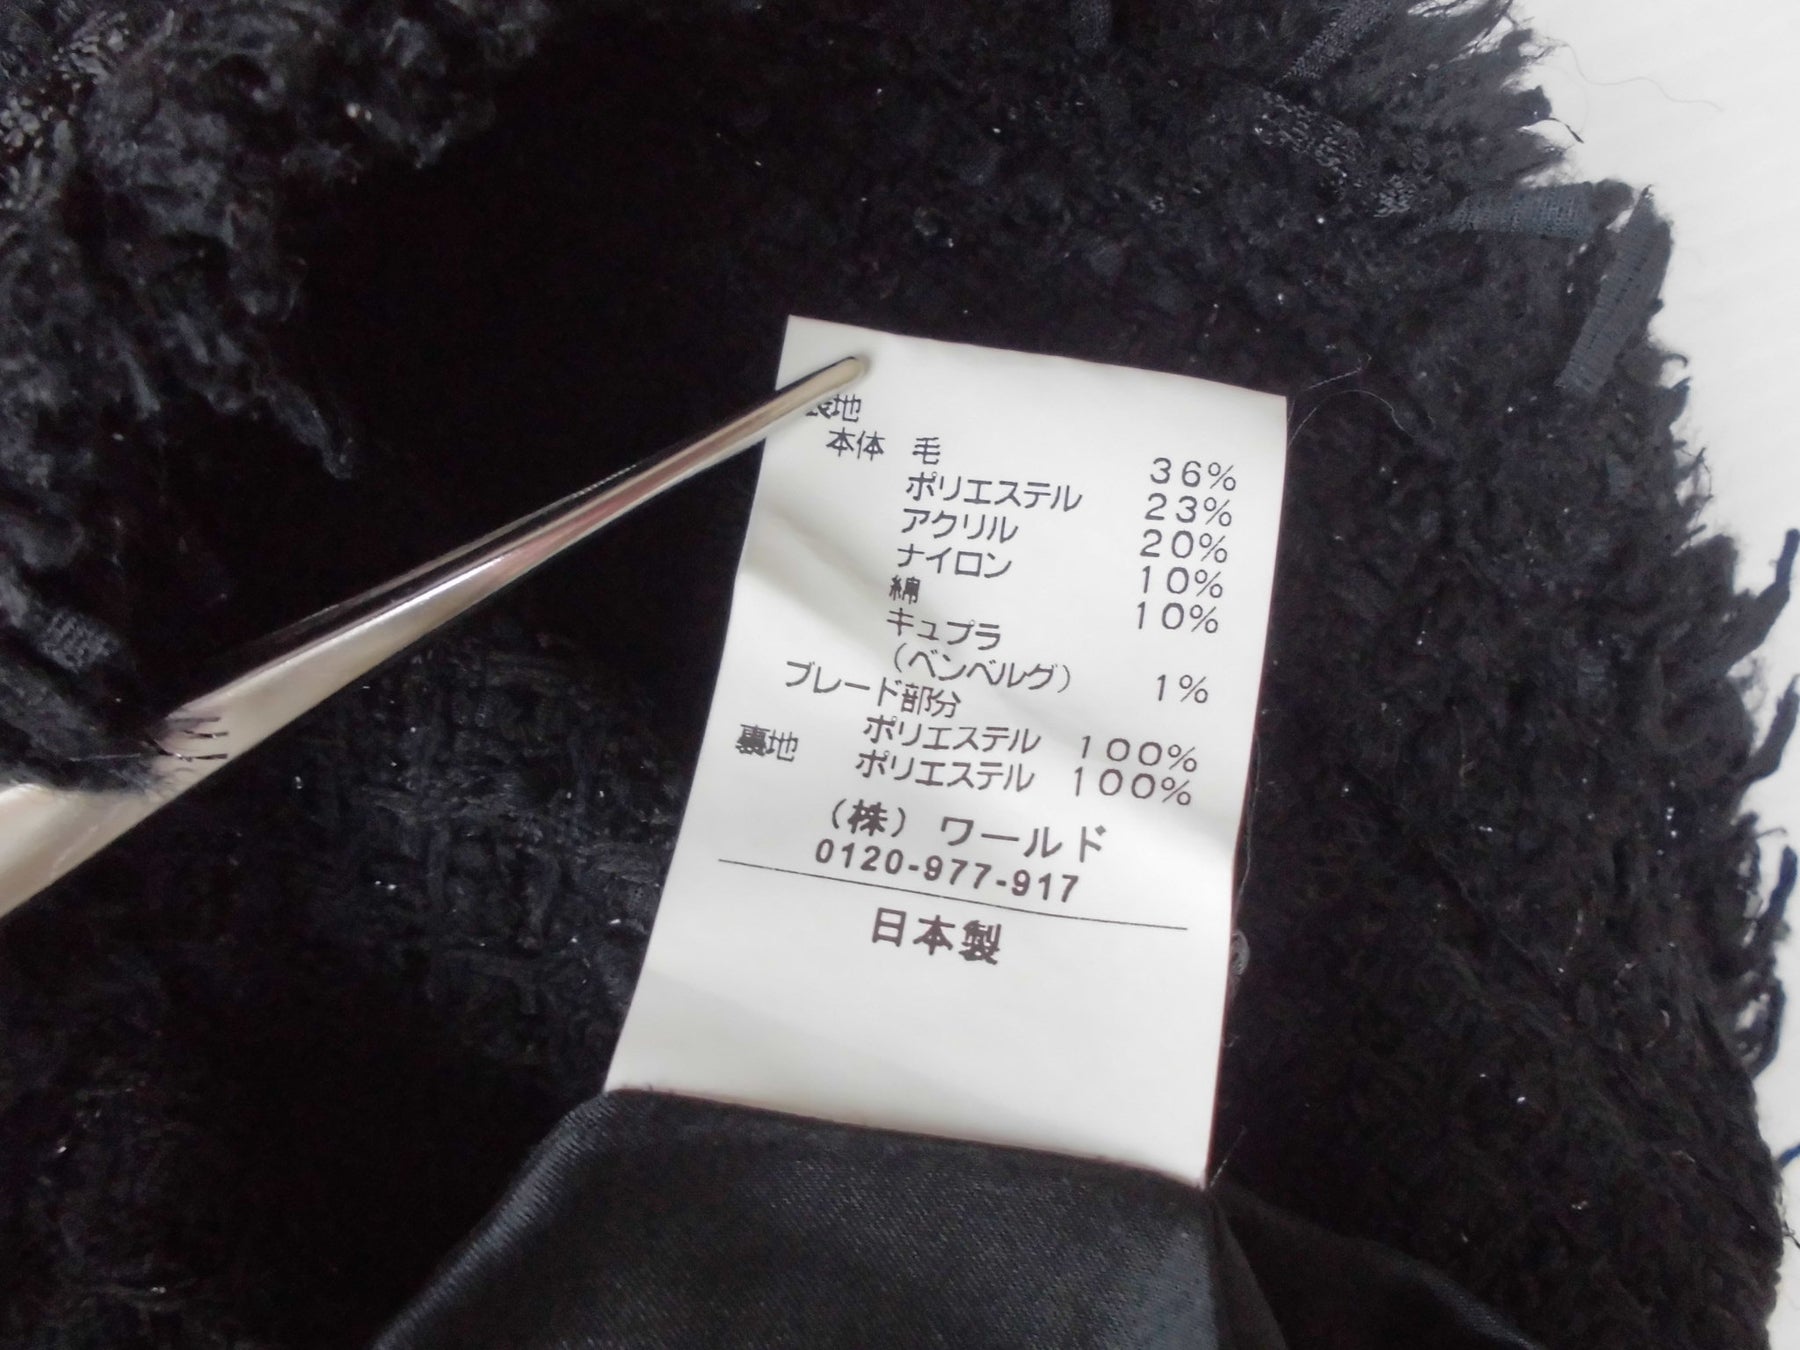 表地
本体 毛 36%
ポリエステル 23%
アクリル 20%
ナイロン 10%
綿 10%
キュプラ
(ベンベルグ) 1%
ブレード部分
ポリエステル 100%
裏地 ポリエステル 100%
(株) ワールド
0120-977-917
日本製